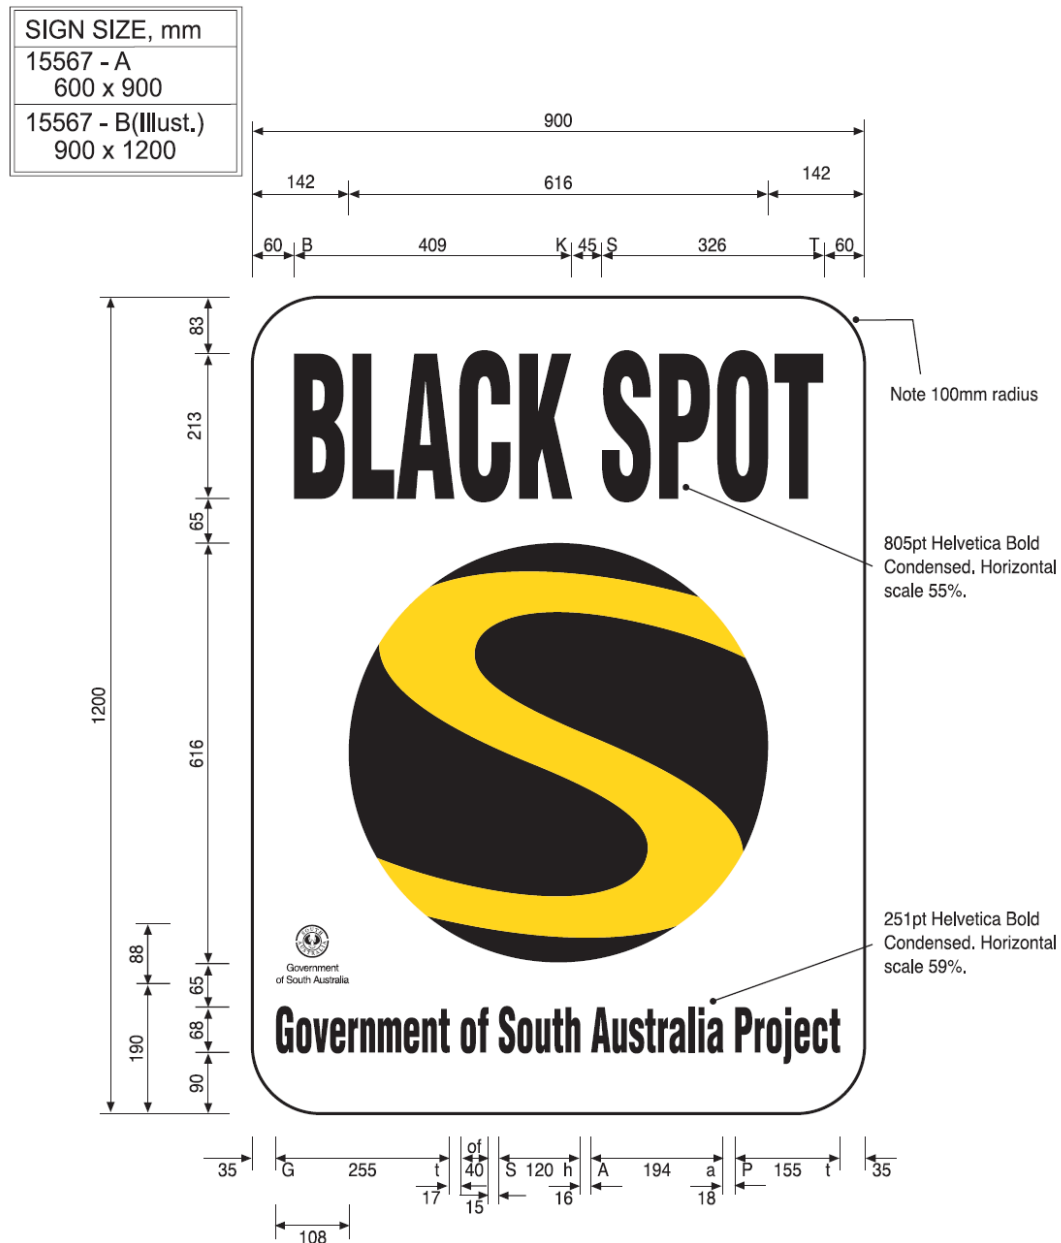 SIGN SIZE, mm
15567 - A
600 x 900
15567 - B(Illust.)
900 x 1200
900
142
616
142
60
B
409
K
45
S
326
T
60
83
213
65
616
65
68
90
1200
88
190
BLACK SPOT
Note 100mm radius
805pt Helvetica Bold
Condensed. Horizontal
scale 55%.
251pt Helvetica Bold
Condensed. Horizontal
scale 59%.
SOUTH
AUSTRALIA
Government
of South Australia
Government of South Australia Project
of
35
G
255
t
40
S
120
h
A
194
a
P
155
t
35
17
15
16
18
108